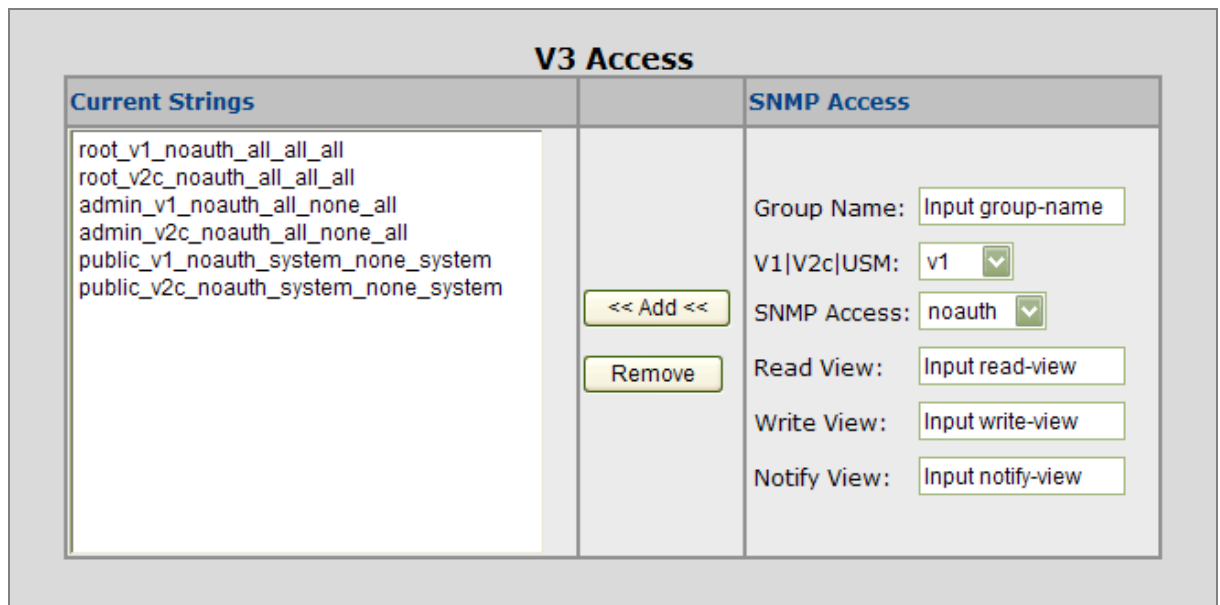 V3 Access
Current Strings
SNMP Access
root_v1_noauth_all_all_all
root_v2c_noauth_all_all_all
admin_v1_noauth_all_none_all
admin_v2c_noauth_all_none_all
public_v1_noauth_system_none_system
public_v2c_noauth_system_none_system
<< Add <<
Remove
Group Name: Input group-name
V1|V2c|USM: v1
SNMP Access: noauth
Read View: Input read-view
Write View: Input write-view
Notify View: Input notify-view